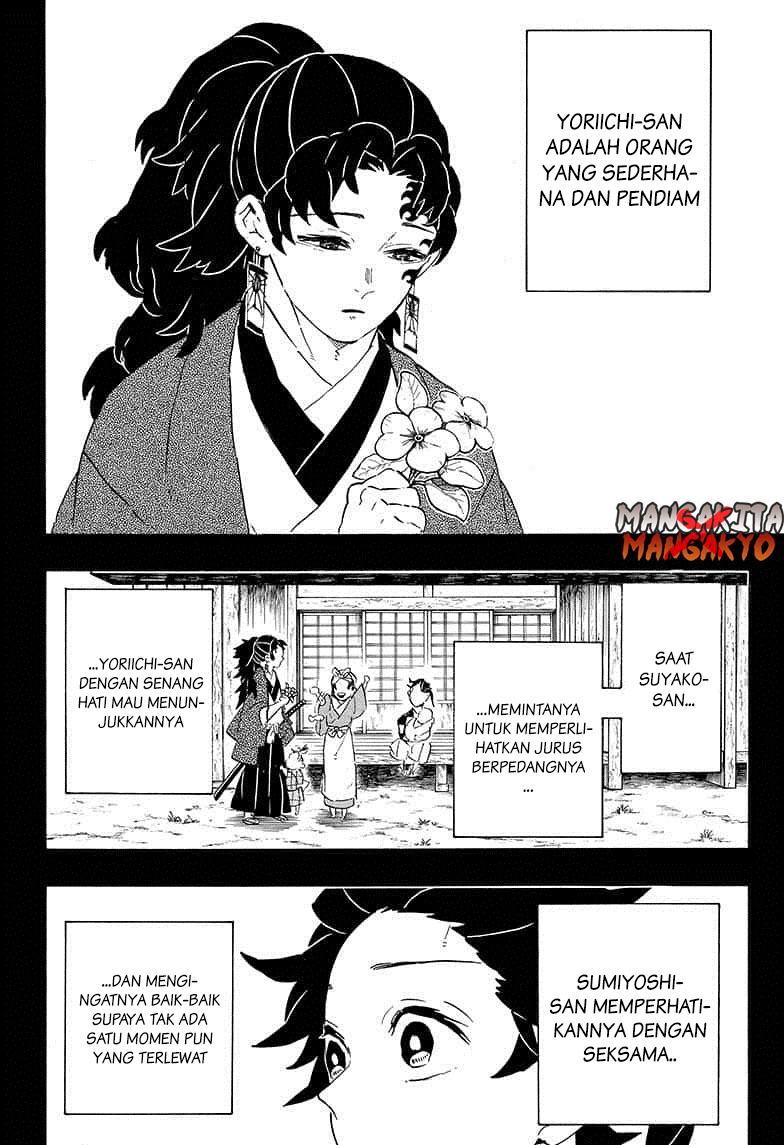 YORIICHI-SAN
ADALAH ORANG
YANG SEDERHA-
NA DAN PENDIAM
MANGAKITA
MANGAKYO
SAAT
SUYAKO-
SAN...
...MEMINTANYA
UNTUK MEMPERLI-
HATKAN JURUS
BERPEDANGNYA
...
...YORIICHI-SAN
DENGAN SENANG
HATI MAU MENUN-
JUKKANNYA
SUMIYOSHI-
SAN MEMPERHATI-
KANNYA DENGAN
SEKSAMA..
...DAN MENGI-
NGATNYA BAIK-BAIK
SUPAYA TAK ADA
SATU MOMEN PUN
YANG TERLEWAT